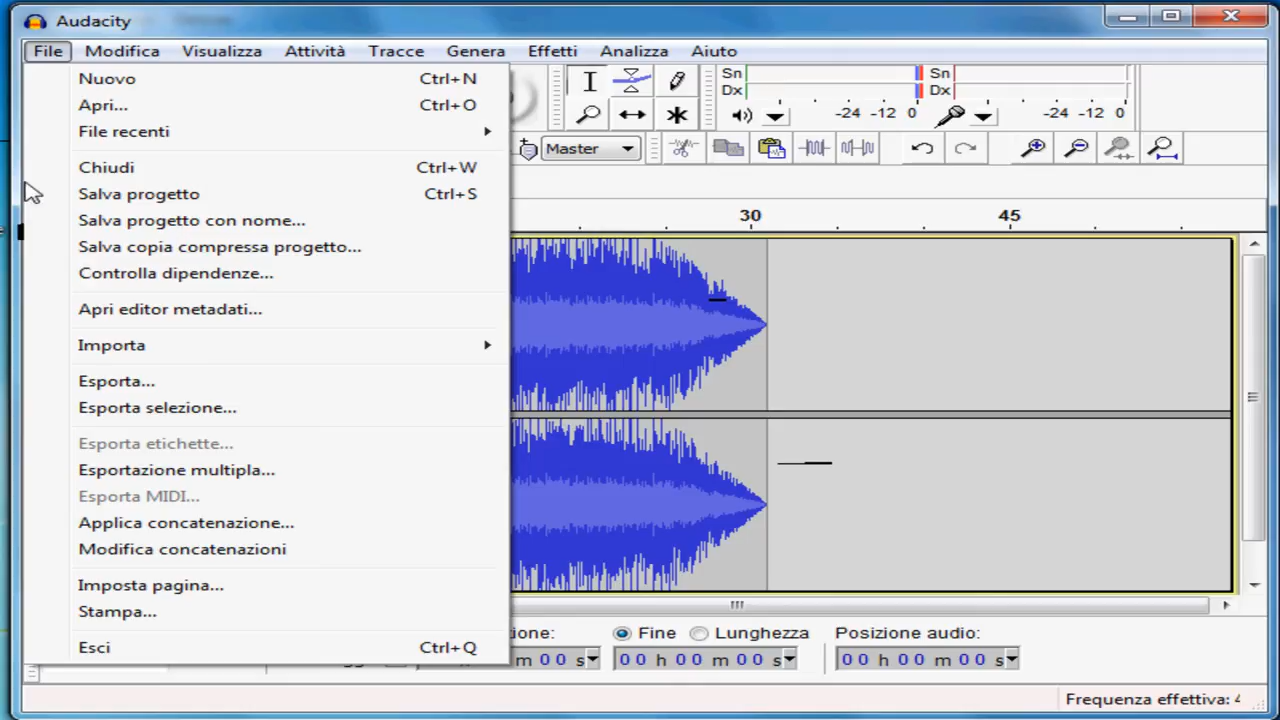 Audacity
File Modifica Visualizza Attività Tracce Genera Effetti Analizza Aiuto
Nuovo Ctrl+N
Apri... Ctrl+O
File recenti
Chiudi Ctrl+W
Salva progetto Ctrl+S
Salva progetto con nome...
Salva copia compressa progetto...
Controlla dipendenze...
Apri editor metadati...
Importa
Esporta...
Esporta selezione...
Esporta etichette...
Esportazione multipla...
Esporta MIDI...
Applica concatenazione...
Modifica concatenazioni
Imposta pagina...
Stampa...
Esci Ctrl+Q
Sn Sn
Dx Dx
-24 -12 0 -24 -12 0
Master
30 45
ione: Fine Lunghezza Posizione audio:
m 00 s 00 h 00 m 00 s 00 h 00 m 00 s
Frequenza effettiva: 4